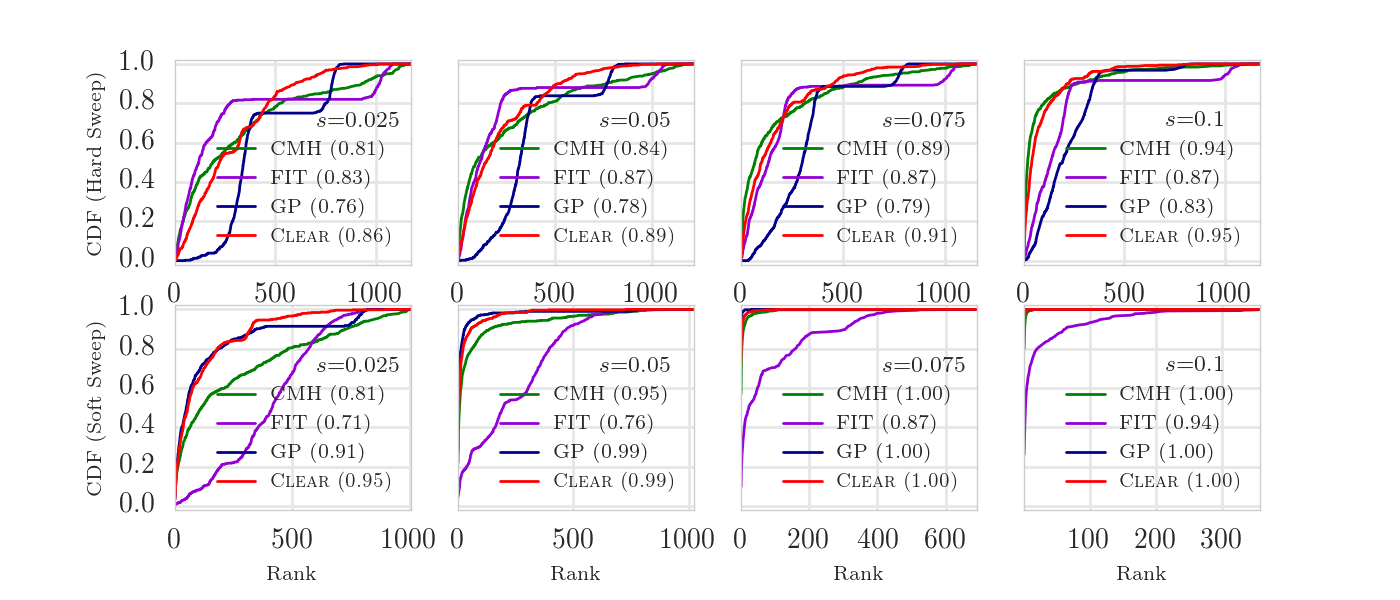 CDF (Hard Sweep)
1.0
0.8
0.6
0.4
0.2
0.0
s=0.025
CMH (0.81)
FIT (0.83)
GP (0.76)
CLEAR (0.86)
0 500 1000
s=0.05
CMH (0.84)
FIT (0.87)
GP (0.78)
CLEAR (0.89)
0 500 1000
s=0.075
CMH (0.89)
FIT (0.87)
GP (0.79)
CLEAR (0.91)
0 500 1000
s=0.1
CMH (0.94)
FIT (0.87)
GP (0.83)
CLEAR (0.95)
0 500 1000
CDF (Soft Sweep)
1.0
0.8
0.6
0.4
0.2
0.0
s=0.025
CMH (0.81)
FIT (0.71)
GP (0.91)
CLEAR (0.95)
0 500 1000
Rank
s=0.05
CMH (0.95)
FIT (0.76)
GP (0.99)
CLEAR (0.99)
0 500 1000
Rank
s=0.075
CMH (1.00)
FIT (0.87)
GP (1.00)
CLEAR (1.00)
0 200 400 600
Rank
s=0.1
CMH (1.00)
FIT (0.94)
GP (1.00)
CLEAR (1.00)
100 200 300
Rank